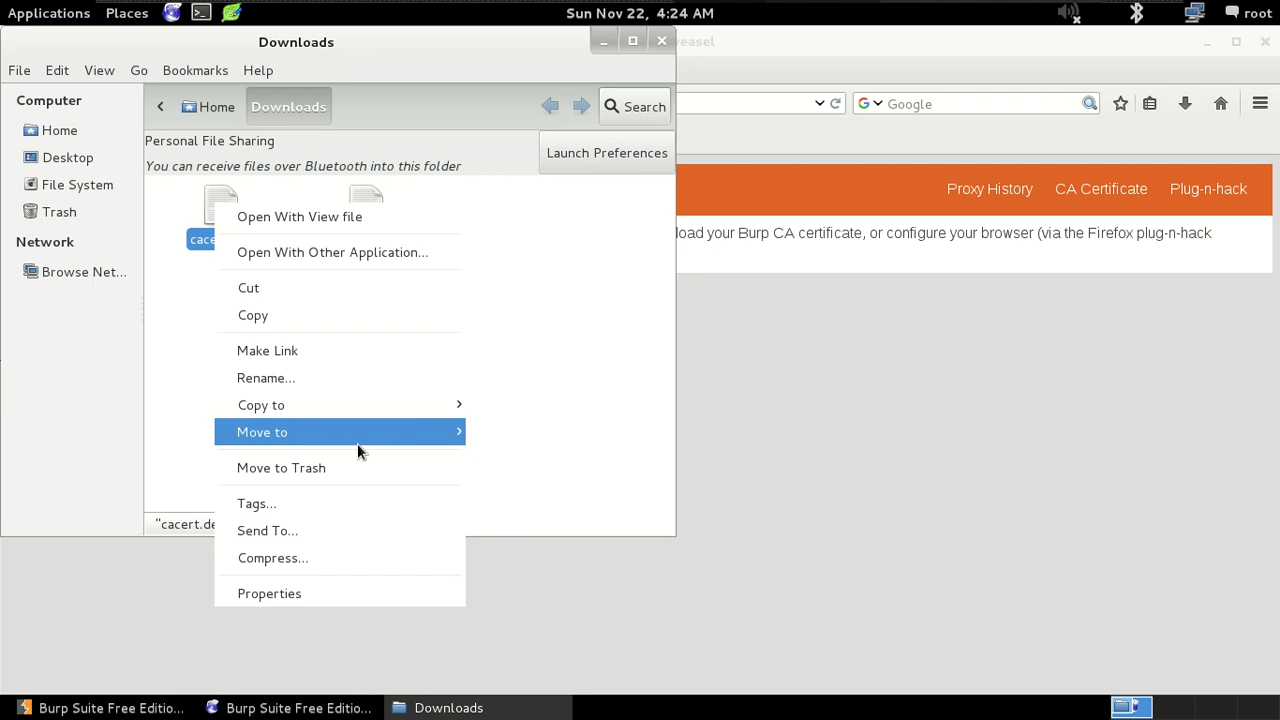 Applications Places Sun Nov 22, 4:24 AM root
Downloads
File Edit View Go Bookmarks Help
Computer
Home
Desktop
File System
Trash
Network
Browse Net...
Home Downloads Search
Personal File Sharing
You can receive files over Bluetooth into this folder
Launch Preferences
Open With View file
Open With Other Application...
Cut
Copy
Make Link
Rename...
Copy to
Move to
Move to Trash
Tags...
Send To...
Compress...
Properties
"cacert.de
Google
Proxy History CA Certificate Plug-n-hack
your Burp CA certificate, or configure your browser (via the Firefox plug-n-hack
Burp Suite Free Editio... Burp Suite Free Editio... Downloads